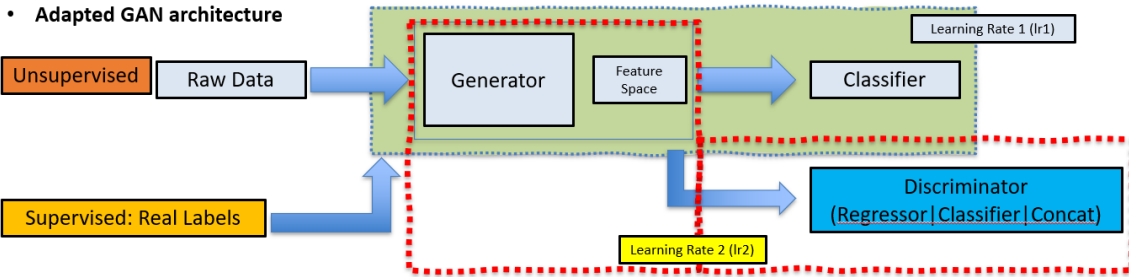 • Adapted GAN architecture
Learning Rate 1 (lr1)
Unsupervised
Raw Data
Generator
Feature
Space
Classifier
Supervised: Real Labels
Discriminator
(Regressor|Classifier|Concat)
Learning Rate 2 (lr2)